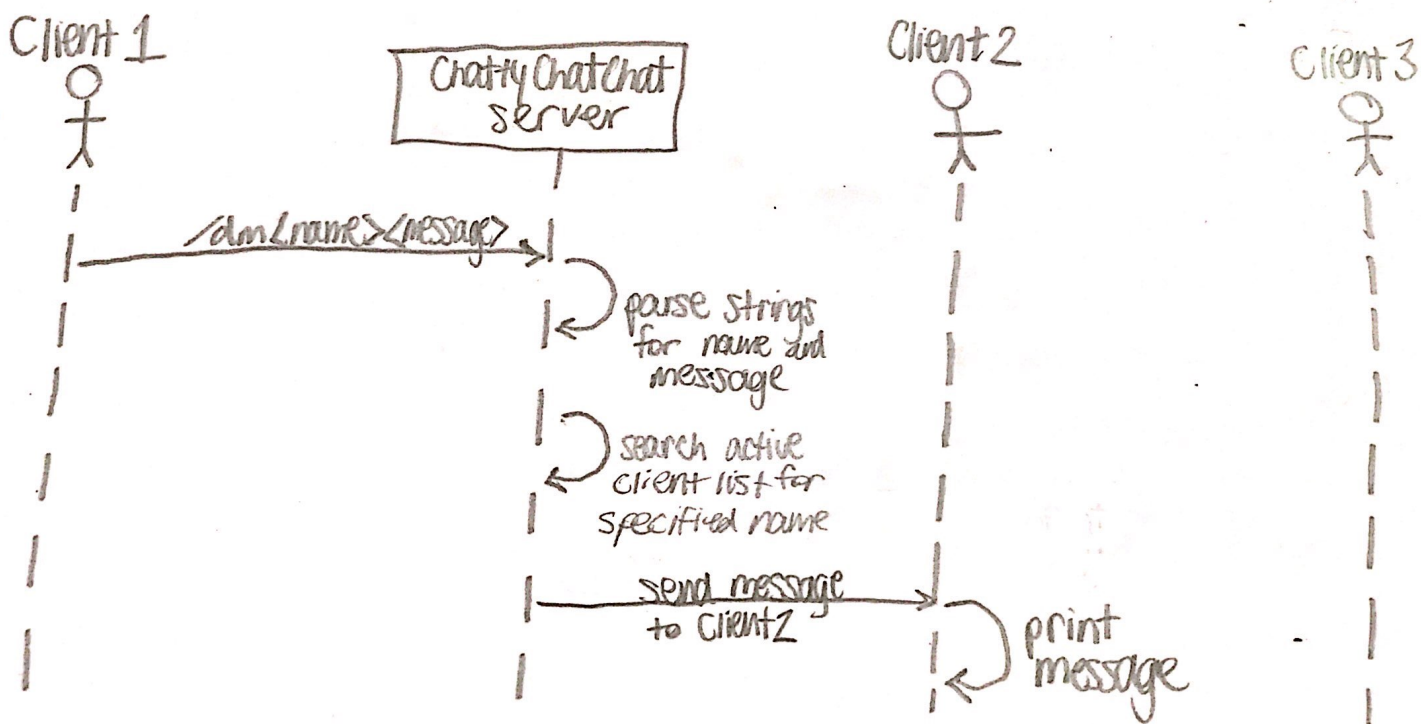 Client 1
ChattyChatChat
server
Client 2
Client 3
/dm<name><message>
parse strings
for name and
message
search active
client list for
specified name
send message
to Client2
print
message